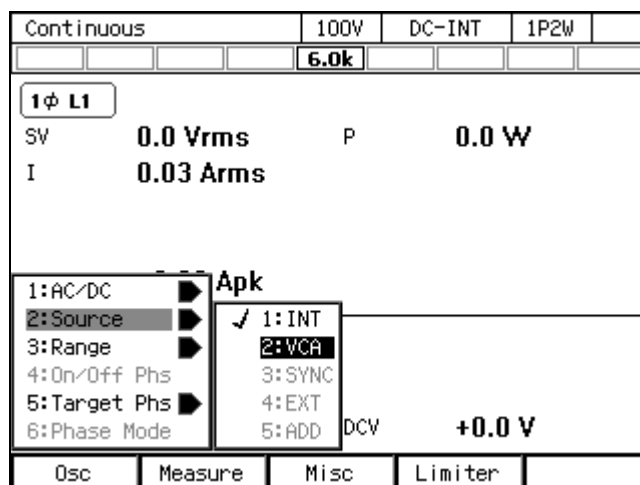 Continuous 100V DC-INT 1P2W
6.0k
1ϕ L1
SV 0.0 Vrms P 0.0 W
I 0.03 Arms
Apk
1:AC/DC
2:Source
3:Range
4:On/Off Phs
5:Target Phs
6:Phase Mode
✓ 1:INT
2:VCA
3:SYNC
4:EXT
5:ADD
DCV +0.0 V
Osc Measure Misc Limiter